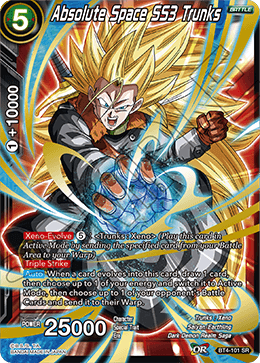 Absolute Space SS3 Trunks
BATTLE
5
1 +10000
Xeno-Evolve 5 : <Trunks: Xeno> (Play this card in
Active Mode by sending the specified card from your Battle
Area to your Warp)
Triple Strike
Auto When a card evolves into this card, draw 1 card,
then choose up to 1 of your energy and switch it to Active
Mode, then choose up to 1 of your opponent's Battle
Cards and send it to their Warp.
POWER 25000
Character Trunks: Xeno
Special Trait Saiyan, Earthling
Era Dark Demon Realm Saga
BANDAI MADE IN JAPAN
BT4-101 SR